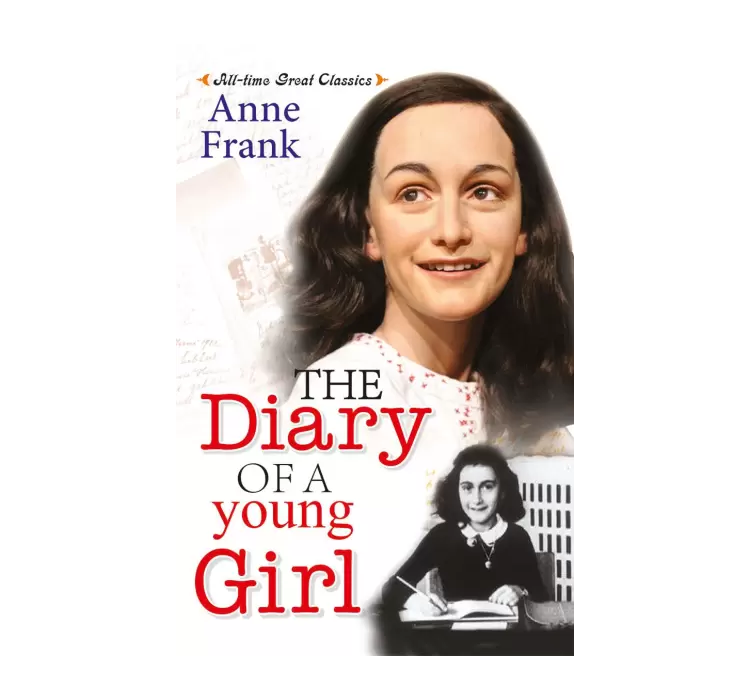 All-time Great Classics
Anne
Frank
THE
Diary
OF A
young
Girl